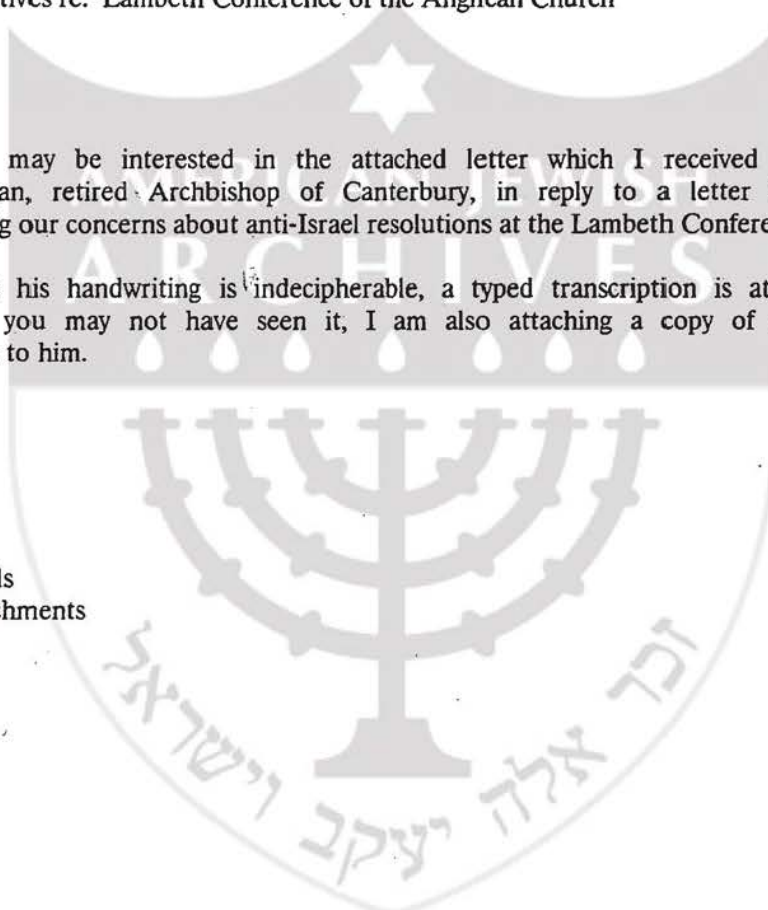 tives re: Lambeth Conference of the Anglican Church
may be interested in the attached letter which I received
an, retired Archbishop of Canterbury, in reply to a letter
g our concerns about anti-Israel resolutions at the Lambeth Confere
his handwriting is indecipherable, a typed transcription is at
you may not have seen it, I am also attaching a copy of
to him.
ls
chments
AMERICAN JEWISH
ARCHIVES
זכר אלה יעקב וישראל